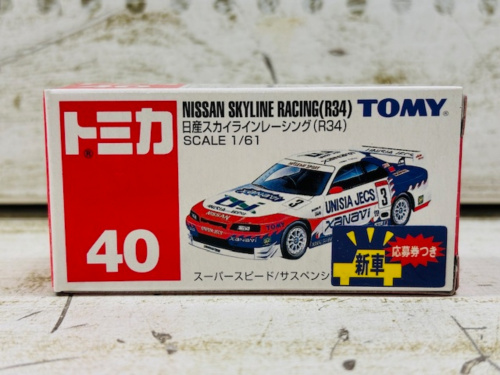 トミカ®
40
NISSAN SKYLINE RACING(R34)
日産スカイラインレーシング(R34)
SCALE 1/61
TOMY®
UNISIA JECS
3
XANAVI
XANAVI
スーパースピード/サスペンシ
新車
応募券つき